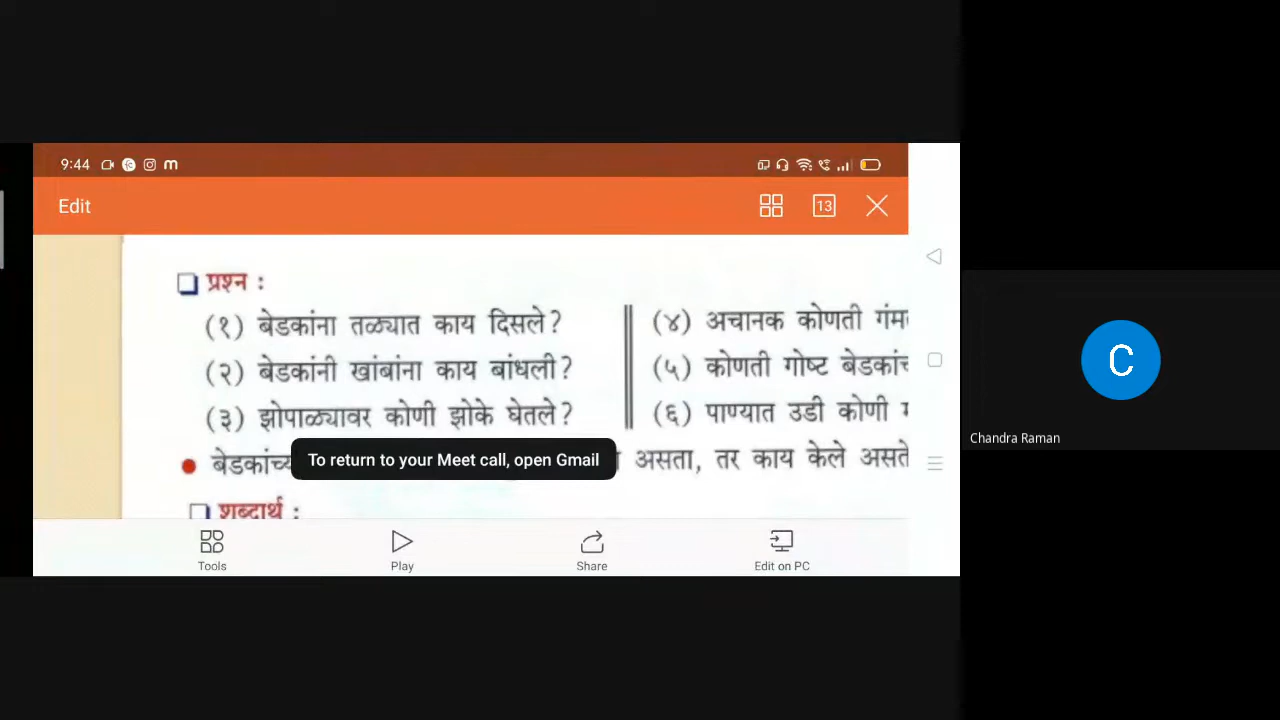 9:44
Edit
13
प्रश्न :
(१) बेडकांना तळ्यात काय दिसले?
(२) बेडकांनी खांबांना काय बांधली?
(३) झोपाळ्यावर कोणी झोके घेतले?
(४) अचानक कोणती
(५) कोणती गोष्ट
(६) पाण्यात उडी कोणी
असता, तर काय केले
To return to your Meet call, open Gmail
शब्दार्थ :
Tools
Play
Share
Edit on PC
C
Chandra Raman